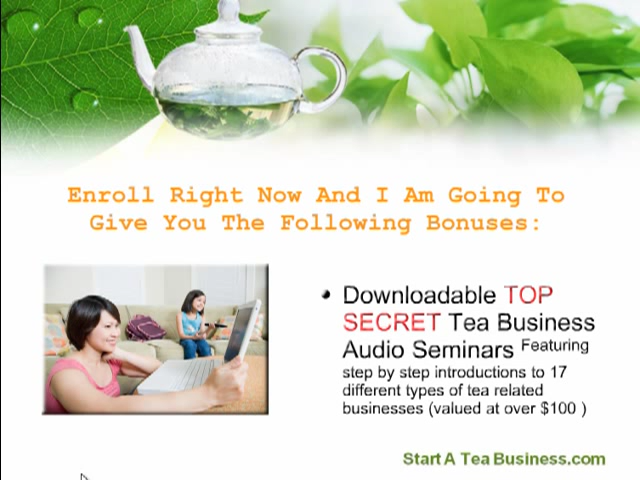 Enroll Right Now And I Am Going To
Give You The Following Bonuses:
Downloadable TOP
SECRET Tea Business
Audio Seminars Featuring
step by step introductions to 17
different types of tea related
businesses (valued at over $100 )
Start A Tea Business.com